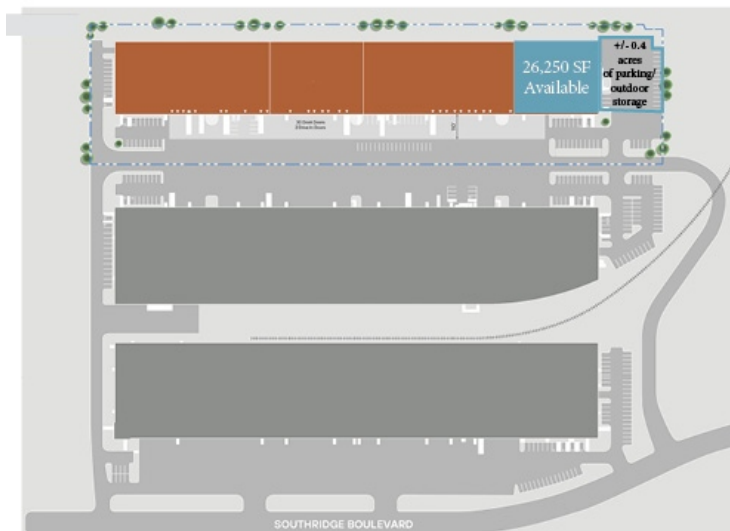 +/- 0.4
acres
of parking/
outdoor
storage
26,250 SF
Available
SOUTHRIDGE BOULEVARD